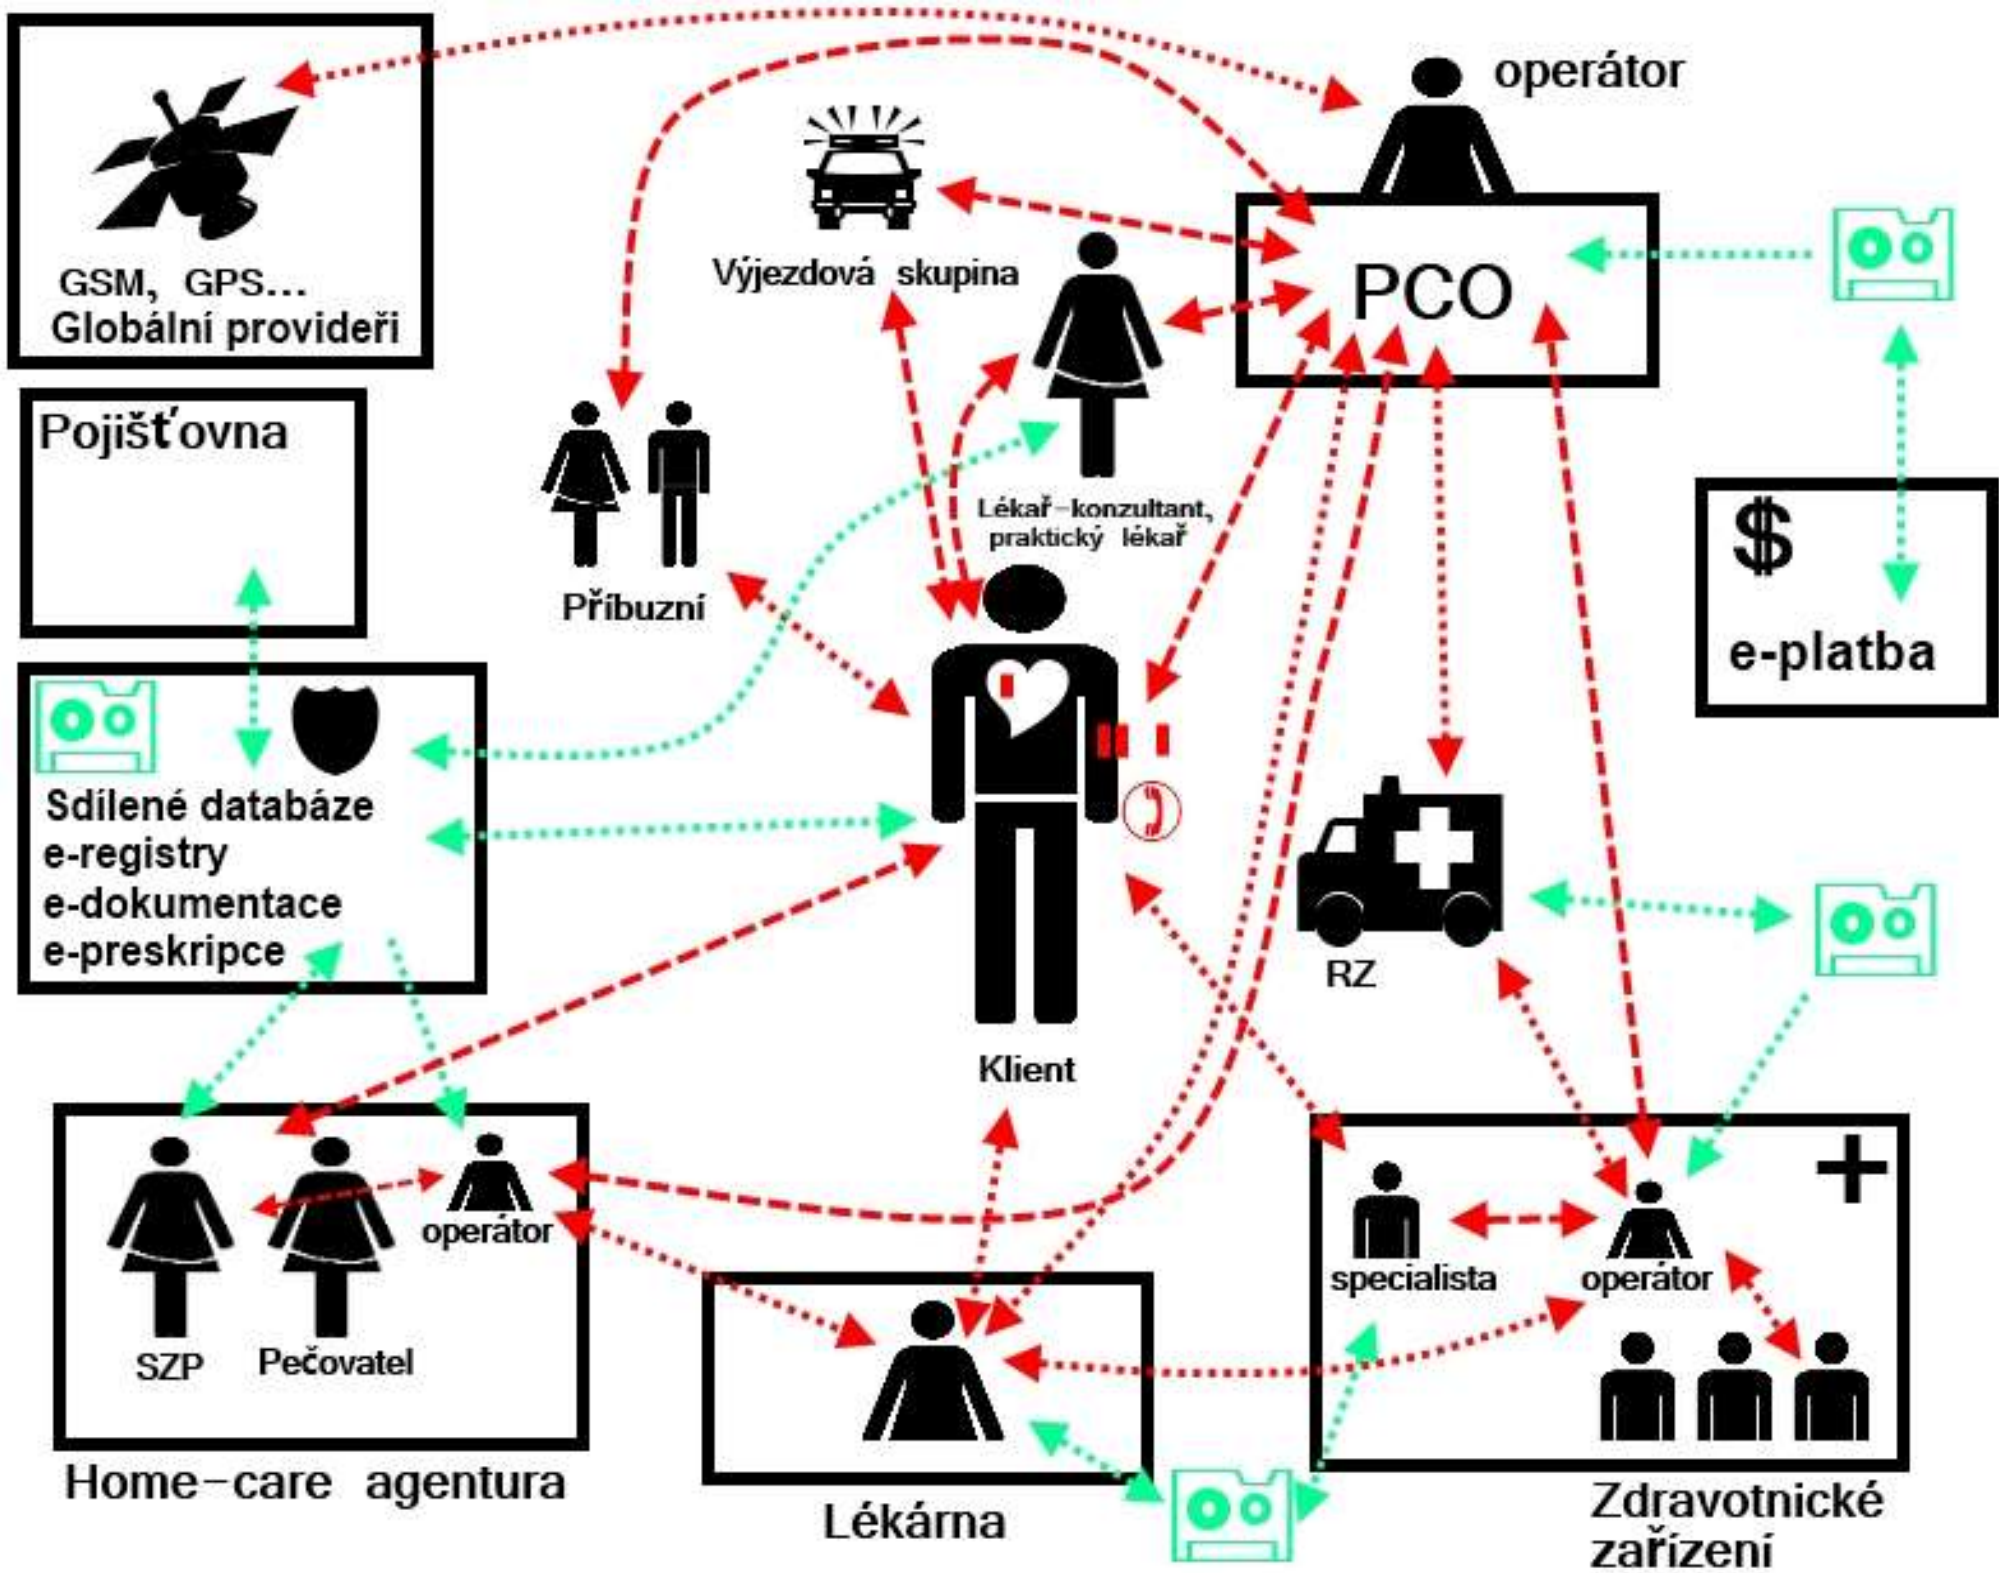 operátor
GSM, GPS...
Globální provideři
Výjezdová skupina
PCO
Pojišťovna
Lékař-konzultant,
praktický lékař
$
Příbuzní
e-platba
Sdílené databáze
e-registry
e-dokumentace
e-preskripce
RZ
Klient
operátor
specialista
operátor
SZP
Pečovatel
Home-care agentura
Lékárna
Zdravotnické
zařízení